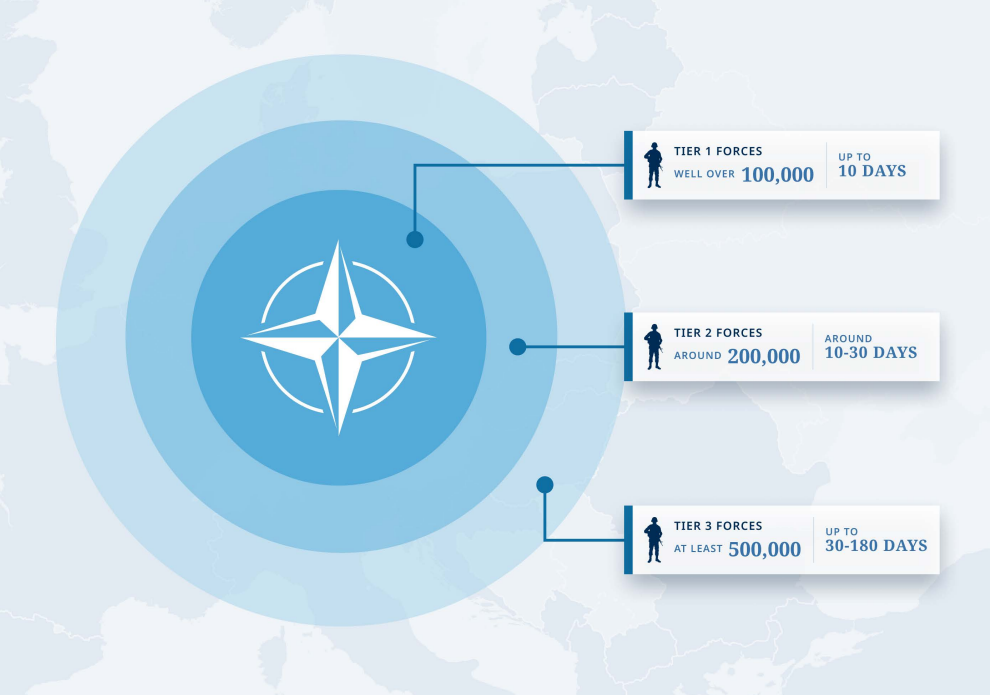 TIER 1 FORCES
WELL OVER 100,000
UP TO
10 DAYS
TIER 2 FORCES
AROUND 200,000
AROUND
10-30 DAYS
TIER 3 FORCES
AT LEAST 500,000
UP TO
30-180 DAYS